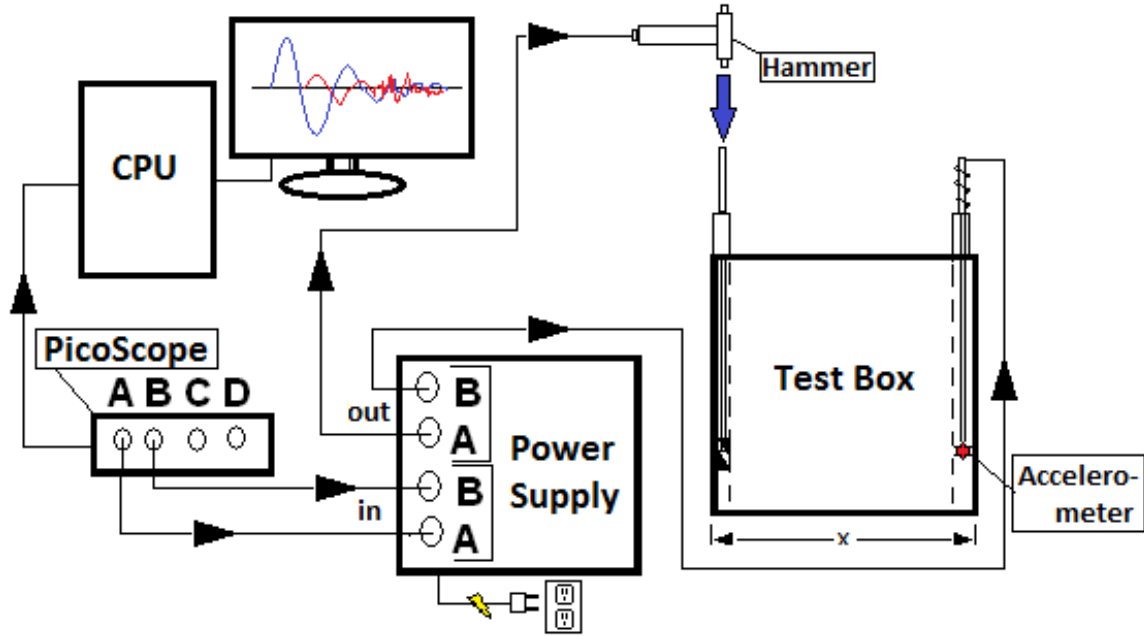 Hammer
CPU
PicoScope
A B C D
out
B
A
in
B
A
Power
Supply
Test Box
x
Accelero-
meter